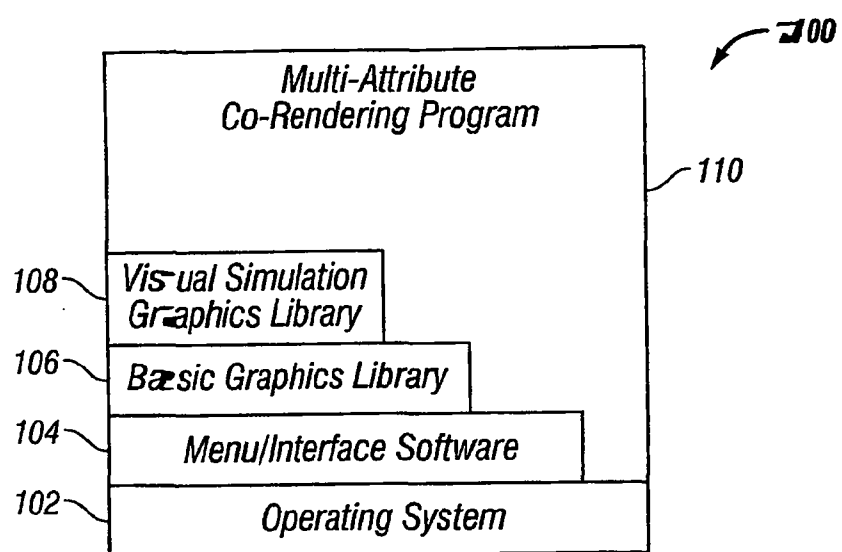 100
Multi-Attribute
Co-Rendering Program
110
108
Visual Simulation
Graphics Library
106
Basic Graphics Library
104
Menu/Interface Software
102
Operating System